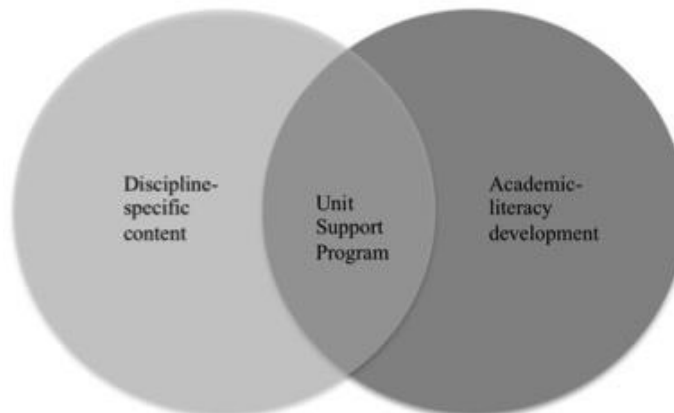 Discipline-
specific
content
Unit
Support
Program
Academic-
literacy
development